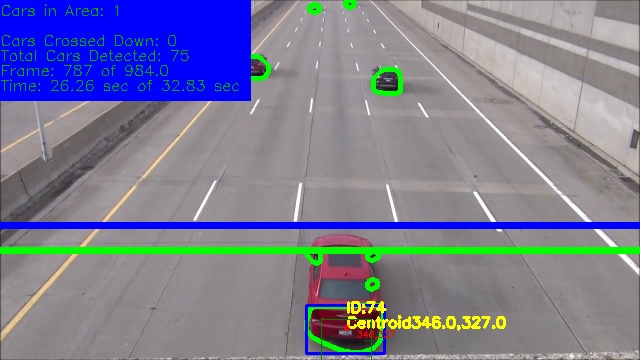 Cars in Area: 1
Cars Crossed Down: 0
Total Cars Detected: 75
Frame: 787 of 984.0
Time: 26.26 sec of 32.83 sec
ID:74
Centroid346.0,327.0